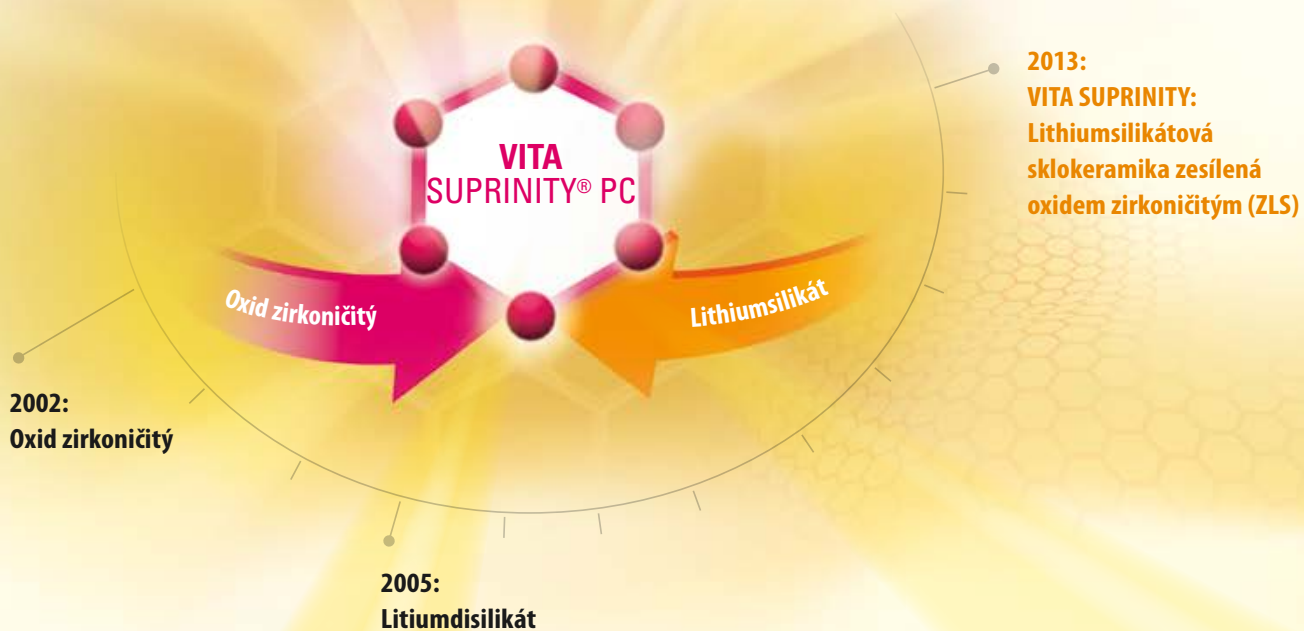 2013:
VITA SUPRINITY:
Lithiumsilikátová
sklokeramika zesílená
oxidem zirkoničitým (ZLS)
VITA
SUPRINITY® PC
Oxid zirkoničitý
Lithiumsilikát
2002:
Oxid zirkoničitý
2005:
Litiumdisilikát